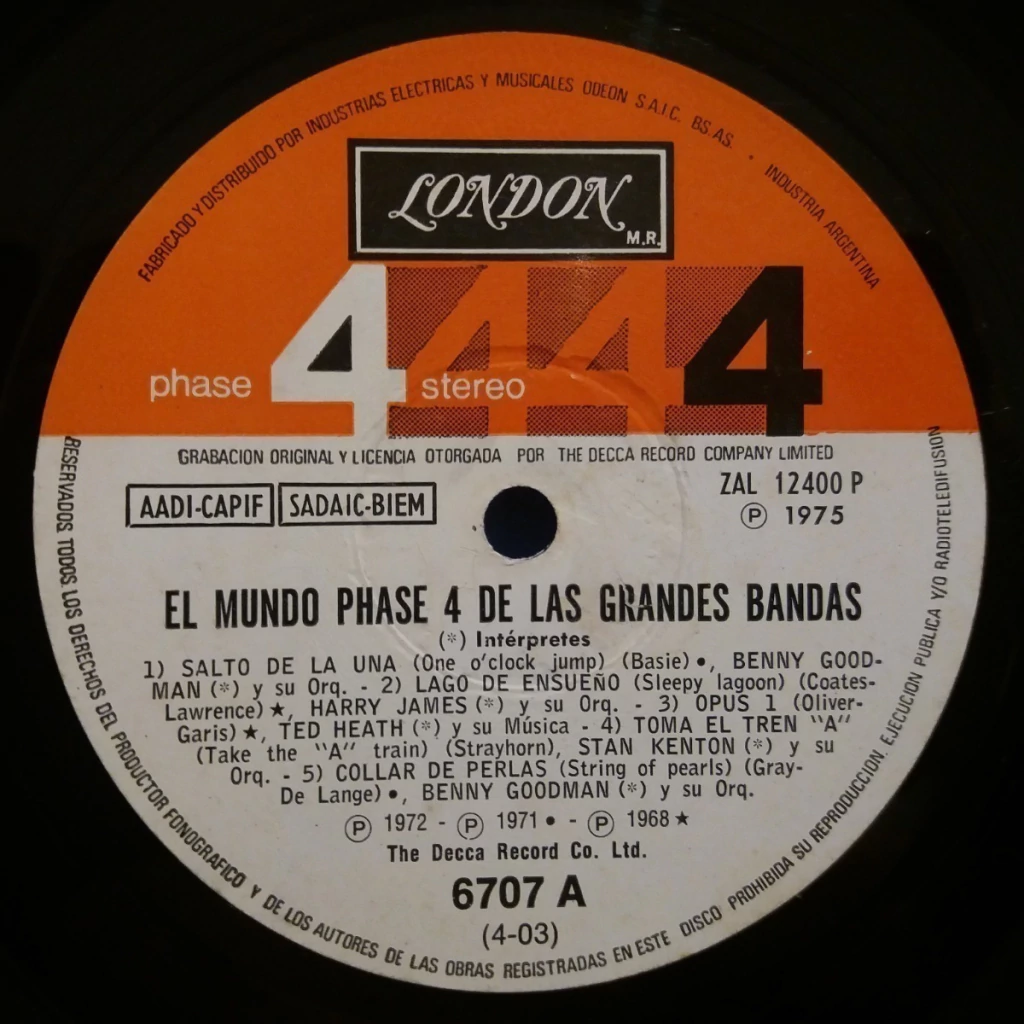 FABRICADO Y DISTRIBUIDO POR INDUSTRIAS ELECTRICAS Y MUSICALES ODEON S.A.I.C. BS.AS. • INDUSTRIA ARGENTINA
LONDON
M.R.
phase 4 stereo 4 4 4 4
GRABACION ORIGINAL Y LICENCIA OTORGADA POR THE DECCA RECORD COMPANY LIMITED
AADI-CAPIF SADAIC-BIEM
ZAL 12400 P
Ⓟ 1975
EL MUNDO PHASE 4 DE LAS GRANDES BANDAS
(*) Intérpretes
1) SALTO DE LA UNA (One o'clock jump) (Basie) •, BENNY GOOD-
MAN (*) y su Orq. - 2) LAGO DE ENSUEÑO (Sleepy lagoon) (Coates-
Lawrence) ★, HARRY JAMES (*) y su Orq. - 3) OPUS 1 (Oliver-
Garis) ★, TED HEATH (*) y su Música - 4) TOMA EL TREN "A"
(Take the "A" train) (Strayhorn), STAN KENTON (*) y su
Orq. - 5) COLLAR DE PERLAS (String of pearls) (Gray-
De Lange) •, BENNY GOODMAN (*) y su Orq.
Ⓟ 1972 - Ⓟ 1971 • - Ⓟ 1968 ★
The Decca Record Co. Ltd.
6707 A
(4-03)
RESERVADOS TODOS LOS DERECHOS DEL PRODUCTOR FONOGRAFICO Y DE LOS AUTORES DE LAS OBRAS REGISTRADAS EN ESTE DISCO PROHIBIDA SU REPRODUCCION, EJECUCION PUBLICA Y/O RADIOTELEDIFUSION